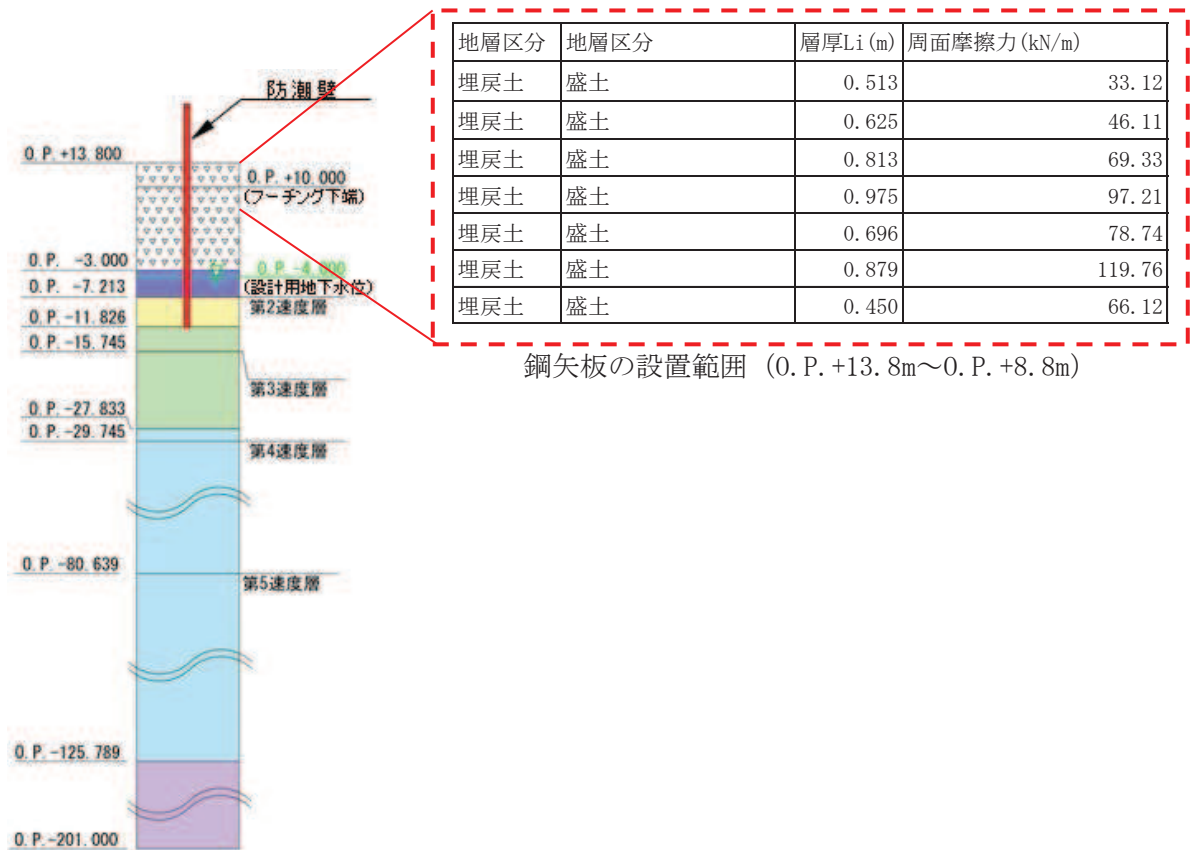 防潮壁
O.P.+13.800
O.P.+10.000
(フーチング下端)
O.P. -3.000
O.P.-4.000
(設計用地下水位)
O.P. -7.213
第2速度層
O.P.-11.826
O.P.-15.745
第3速度層
O.P.-27.833
O.P.-29.745
第4速度層
O.P.-80.639
第5速度層
O.P.-125.789
O.P.-201.000
地層区分 地層区分 層厚Li(m) 周面摩擦力(kN/m)
埋戻土 盛土 0.513 33.12
埋戻土 盛土 0.625 46.11
埋戻土 盛土 0.813 69.33
埋戻土 盛土 0.975 97.21
埋戻土 盛土 0.696 78.74
埋戻土 盛土 0.879 119.76
埋戻土 盛土 0.450 66.12
鋼矢板の設置範囲 (O.P.+13.8m～O.P.+8.8m)